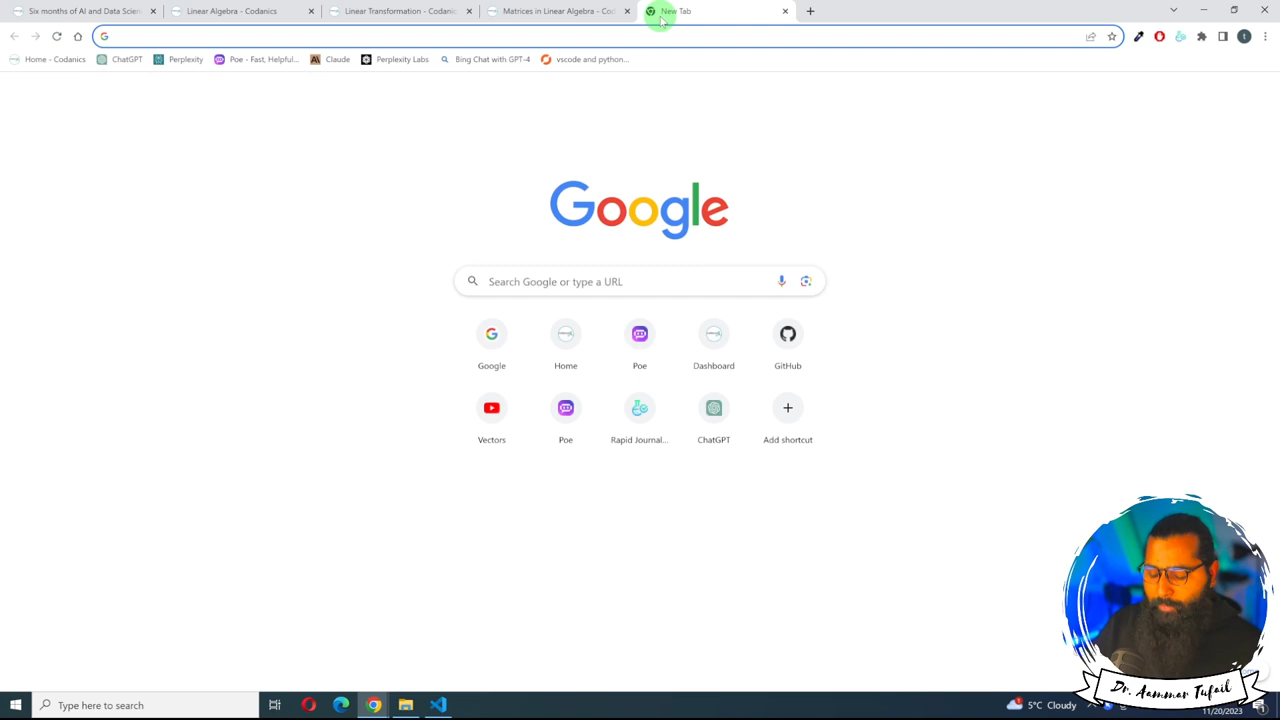 Six months of AI and Data Scien
Linear Algebra - Codanics
Linear Transformation - Codanic
Matrices in Linear Algebra - Cod
New Tab
Home - Codanics
ChatGPT
Perplexity
Poe - Fast, Helpful...
Claude
Perplexity Labs
Bing Chat with GPT-4
vscode and python...
Google
Search Google or type a URL
Google
Home
Poe
Dashboard
GitHub
Vectors
Poe
Rapid Journal...
ChatGPT
Add shortcut
Dr. Aammar Tufail
Type here to search
5°C Cloudy
11/20/2023